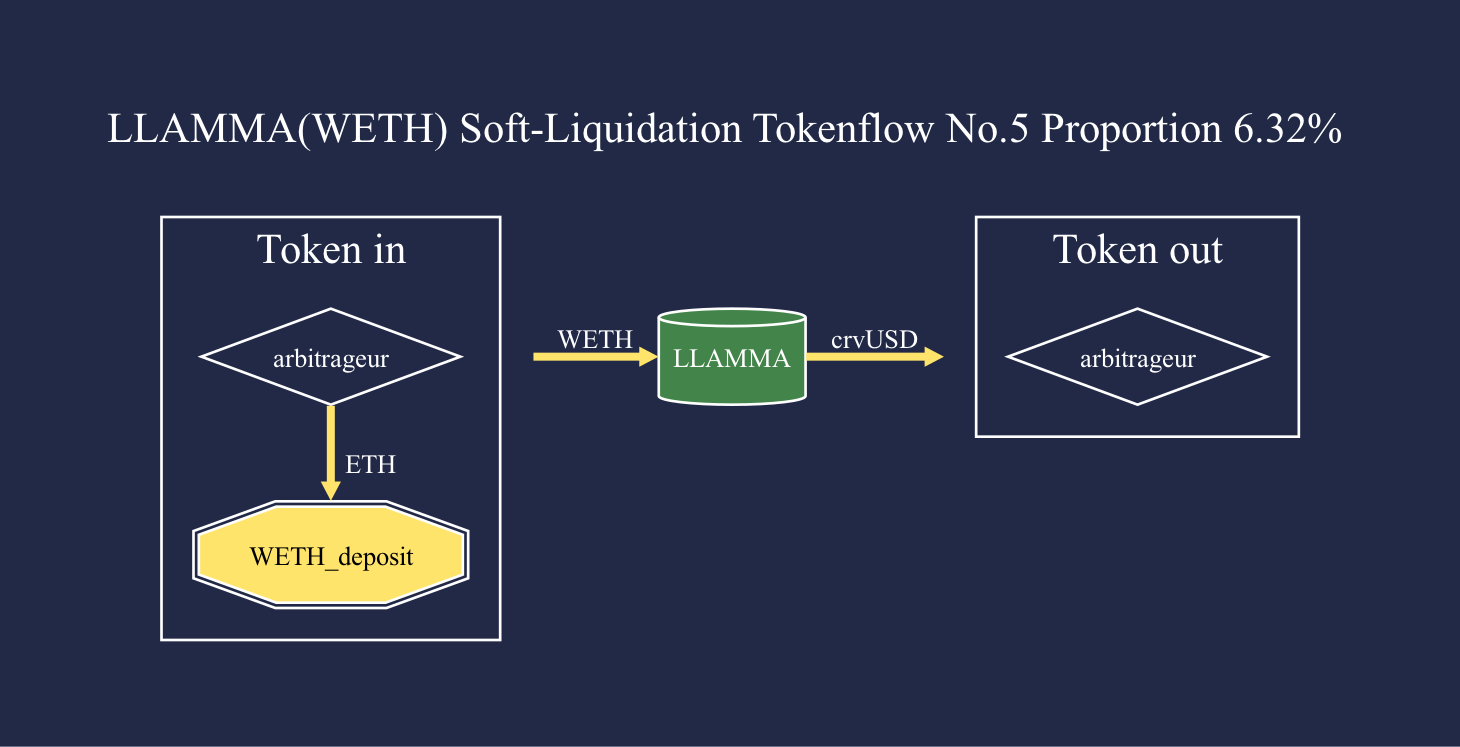 LLAMMA(WETH) Soft-Liquidation Tokenflow No.5 Proportion 6.32%
Token in
arbitrageur
ETH
WETH_deposit
WETH
LLAMMA
crvUSD
Token out
arbitrageur